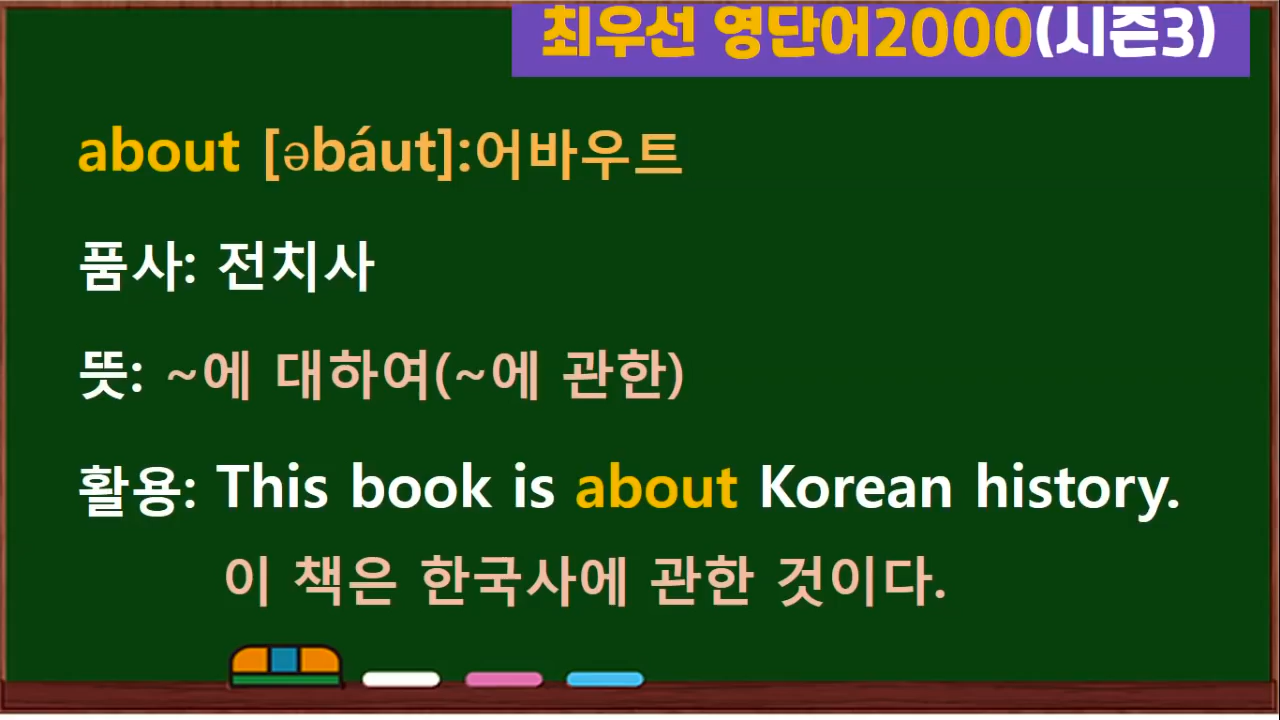 최우선 영단어2000(시즌3)
about [əbáut]:어바우트
품사: 전치사
뜻: ~에 대하여(~에 관한)
활용: This book is about Korean history.
이 책은 한국사에 관한 것이다.